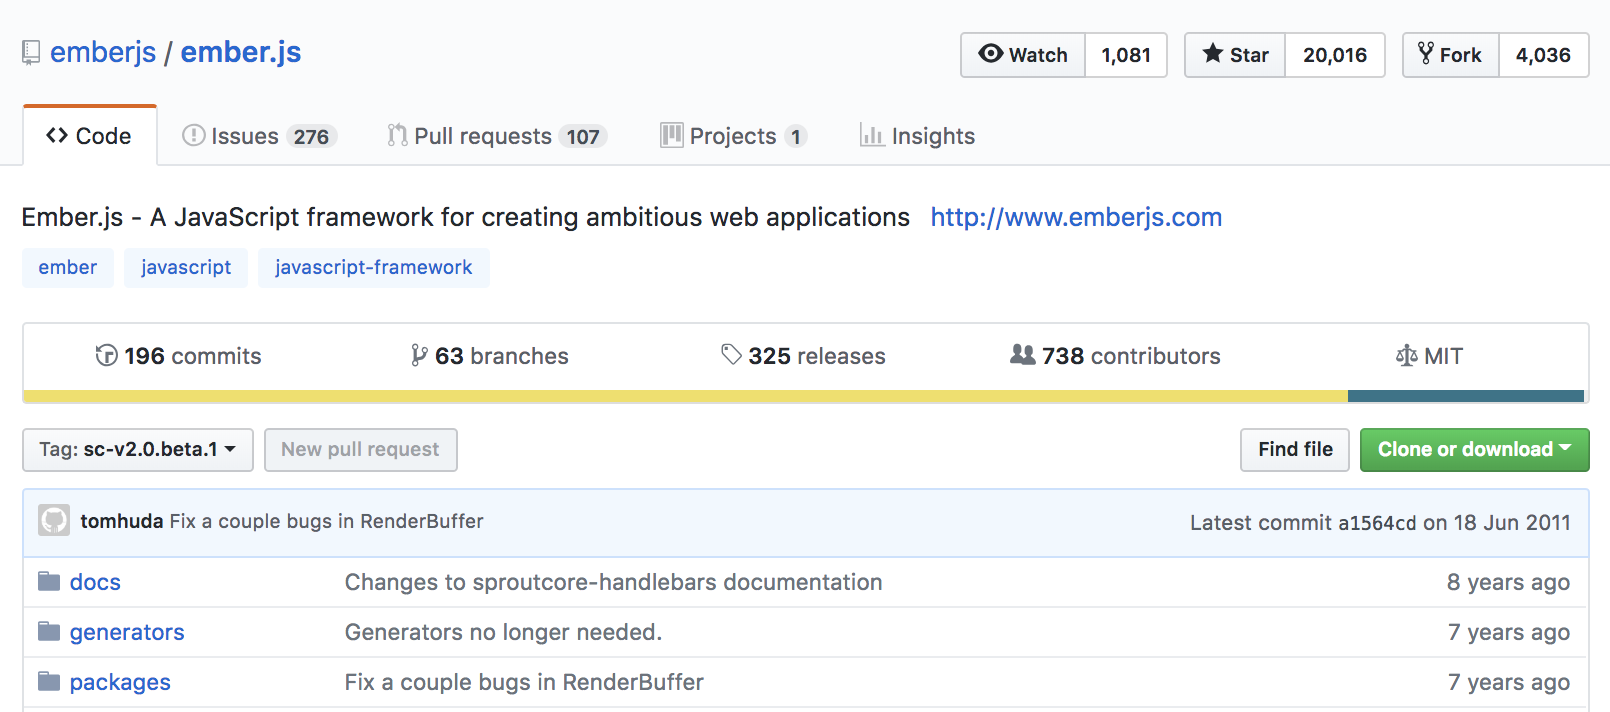 emberjs / ember.js
Watch 1,081 Star 20,016 Fork 4,036
Code Issues 276 Pull requests 107 Projects 1 Insights
Ember.js - A JavaScript framework for creating ambitious web applications http://www.emberjs.com
ember javascript javascript-framework
196 commits 63 branches 325 releases 738 contributors MIT
Tag: sc-v2.0.beta.1 New pull request Find file Clone or download
tomhuda Fix a couple bugs in RenderBuffer Latest commit a1564cd on 18 Jun 2011
docs Changes to sproutcore-handlebars documentation 8 years ago
generators Generators no longer needed. 7 years ago
packages Fix a couple bugs in RenderBuffer 7 years ago